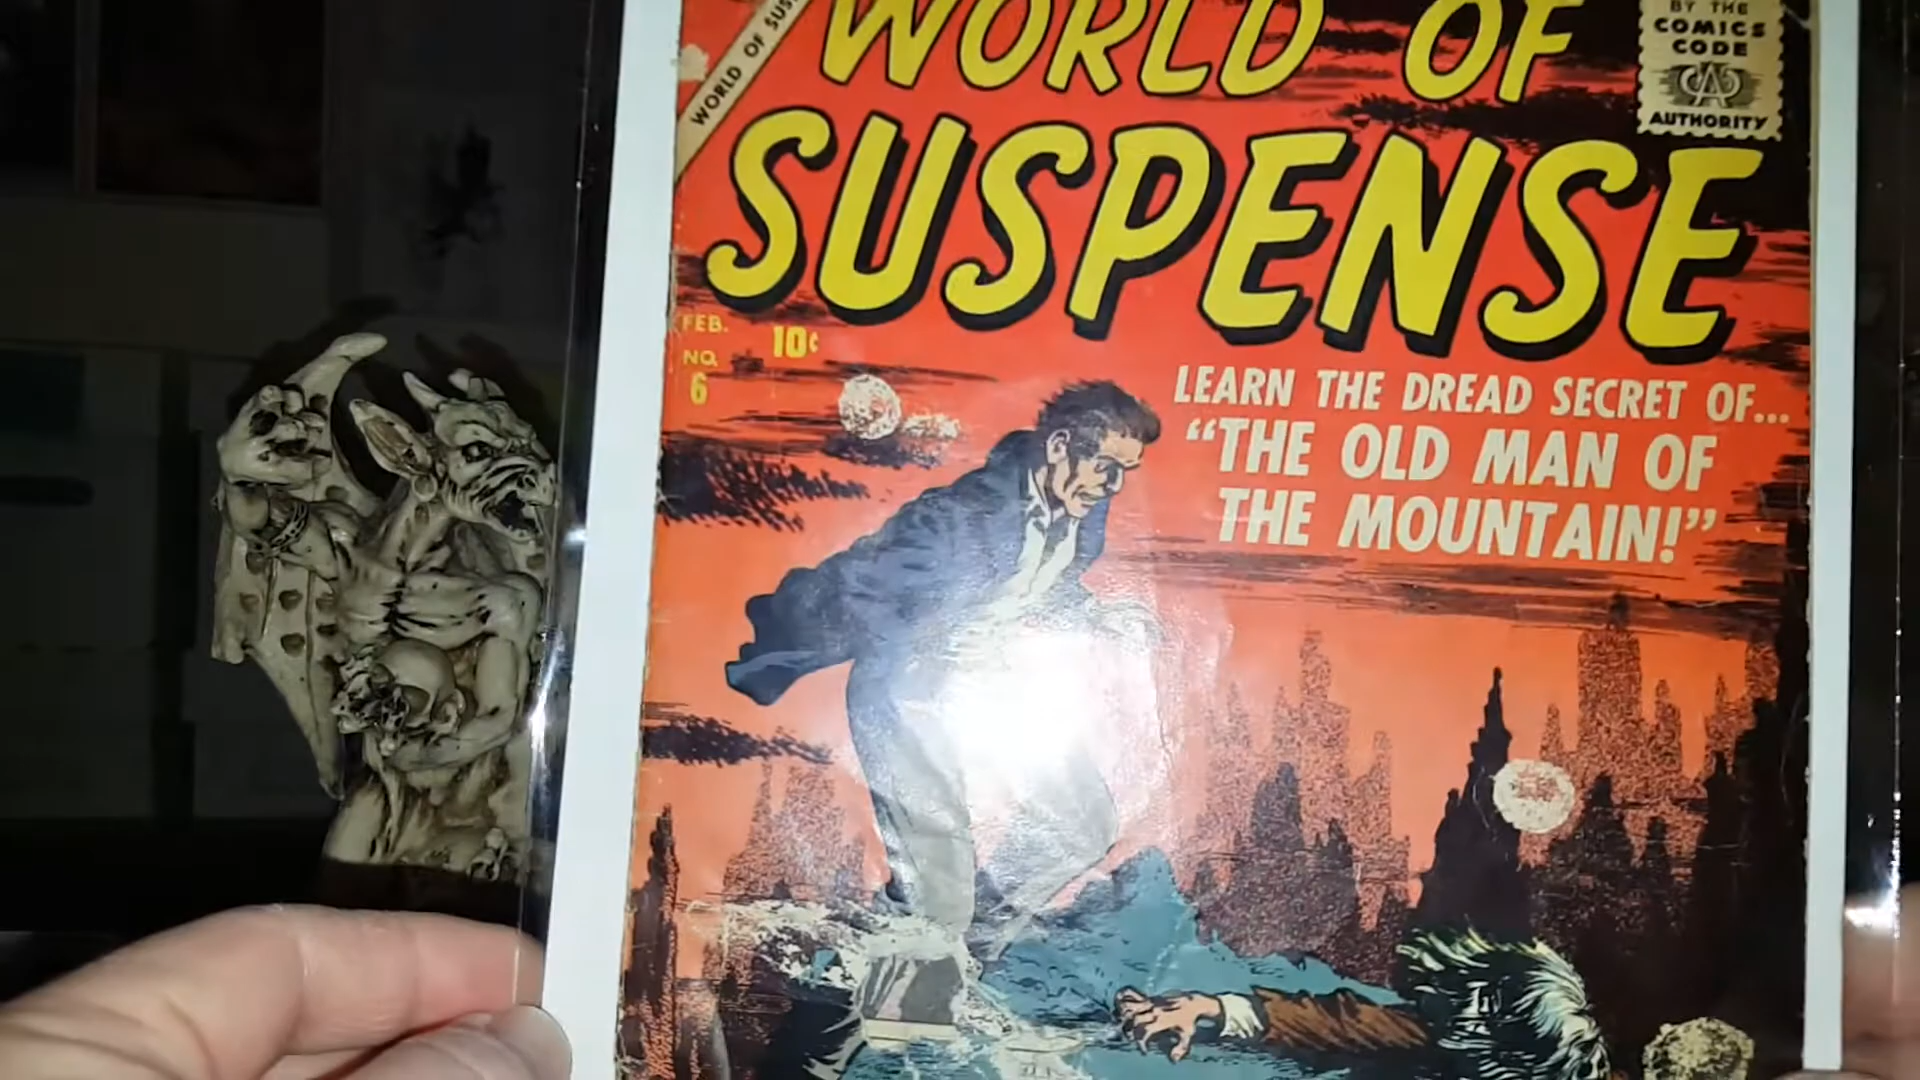 WORLD OF SUS
WORLD OF
SUSPENSE
BY THE
COMICS
CODE
AUTHORITY
FEB.
10¢
NO.
6
LEARN THE DREAD SECRET OF...
"THE OLD MAN OF
THE MOUNTAIN!"